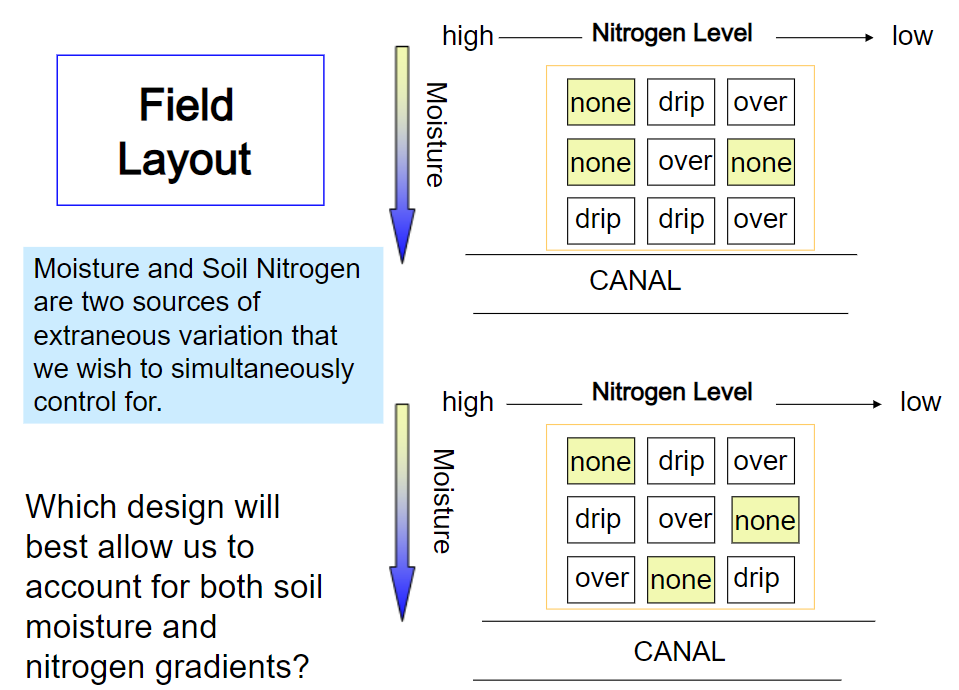 Field
Layout
Moisture and Soil Nitrogen
are two sources of
extraneous variation that
we wish to simultaneously
control for.
Which design will
best allow us to
account for both soil
moisture and
nitrogen gradients?
high Nitrogen Level low
Moisture
none drip over
none over none
drip drip over
CANAL
high Nitrogen Level low
Moisture
none drip over
drip over none
over none drip
CANAL